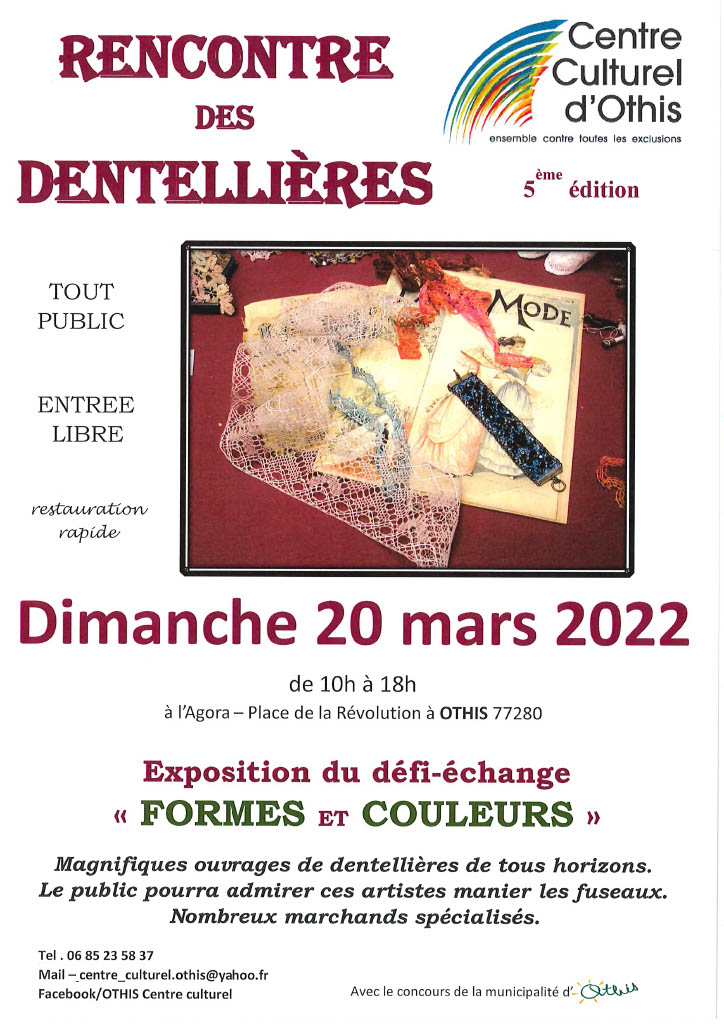 RENCONTRE
DES
DENTELLIÈRES
Centre
Culturel
d'Othis
ensemble contre toutes les exclusions
5ème édition
TOUT
PUBLIC
ENTREE
LIBRE
restauration
rapide
MODE
Dimanche 20 mars 2022
de 10h à 18h
à l'Agora – Place de la Révolution à OTHIS 77280
Exposition du défi-échange
« FORMES ET COULEURS »
Magnifiques ouvrages de dentellières de tous horizons.
Le public pourra admirer ces artistes manier les fuseaux.
Nombreux marchands spécialisés.
Tel . 06 85 23 58 37
Mail – centre_culturel.othis@yahoo.fr
Facebook/OTHIS Centre culturel
Avec le concours de la municipalité d'Othis